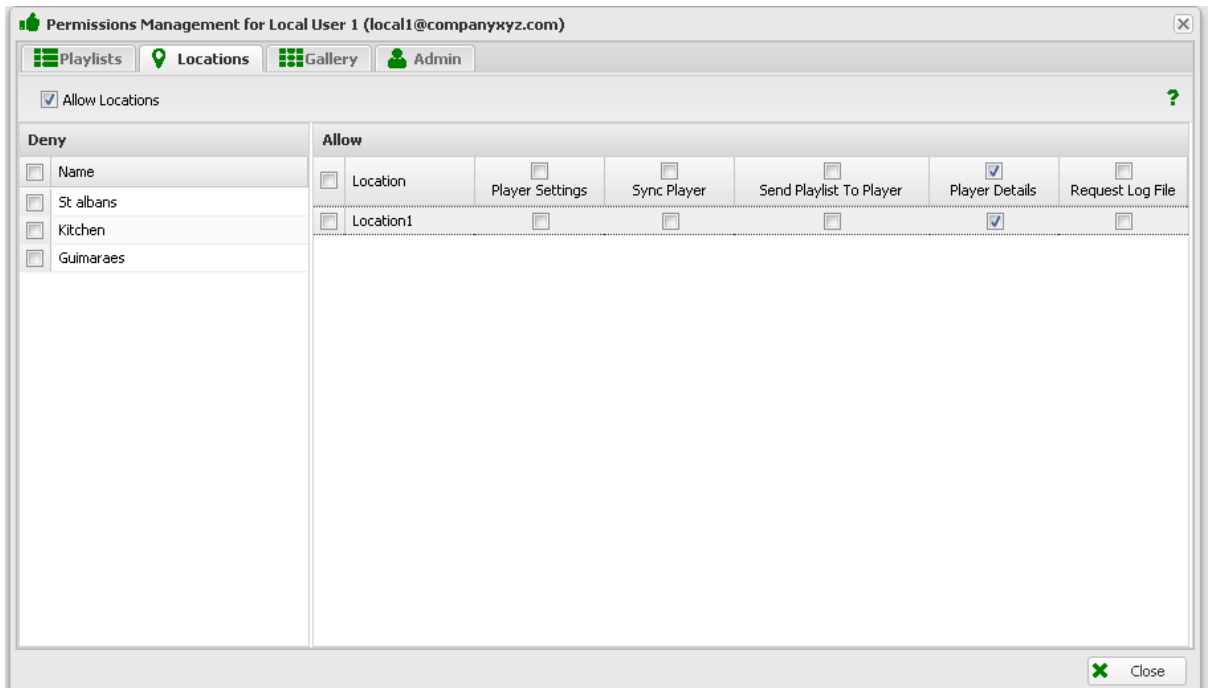 Permissions Management for Local User 1 (local1@companyxyz.com)
Playlists Locations Gallery Admin
Allow Locations ?
Deny Allow
Name
Location Player Settings Sync Player Send Playlist To Player Player Details Request Log File
St albans
Location1
Kitchen
Guimaraes
Close